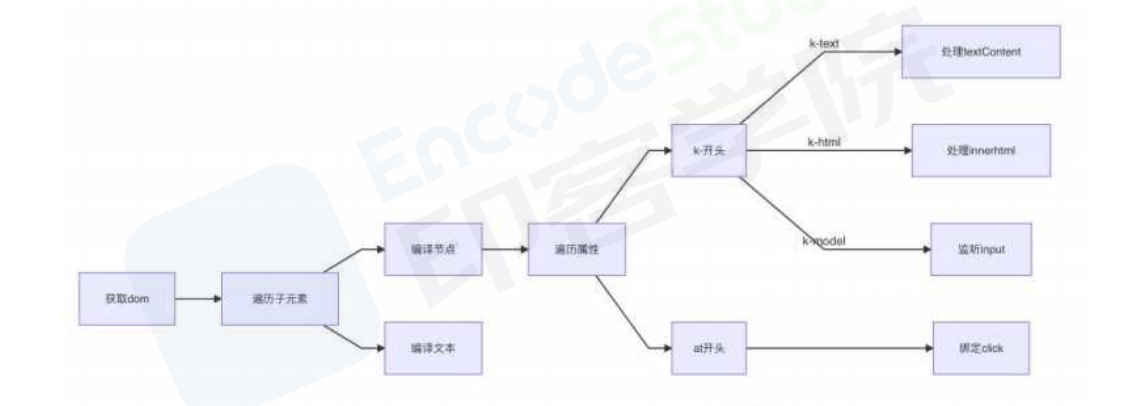 EncodeStud
印客学院
k-text
处理textContent
k-开头
k-html
处理innerhtml
编译节点
遍历属性
k-model
监听input
获取dom
遍历子元素
编译文本
at开头
绑定click